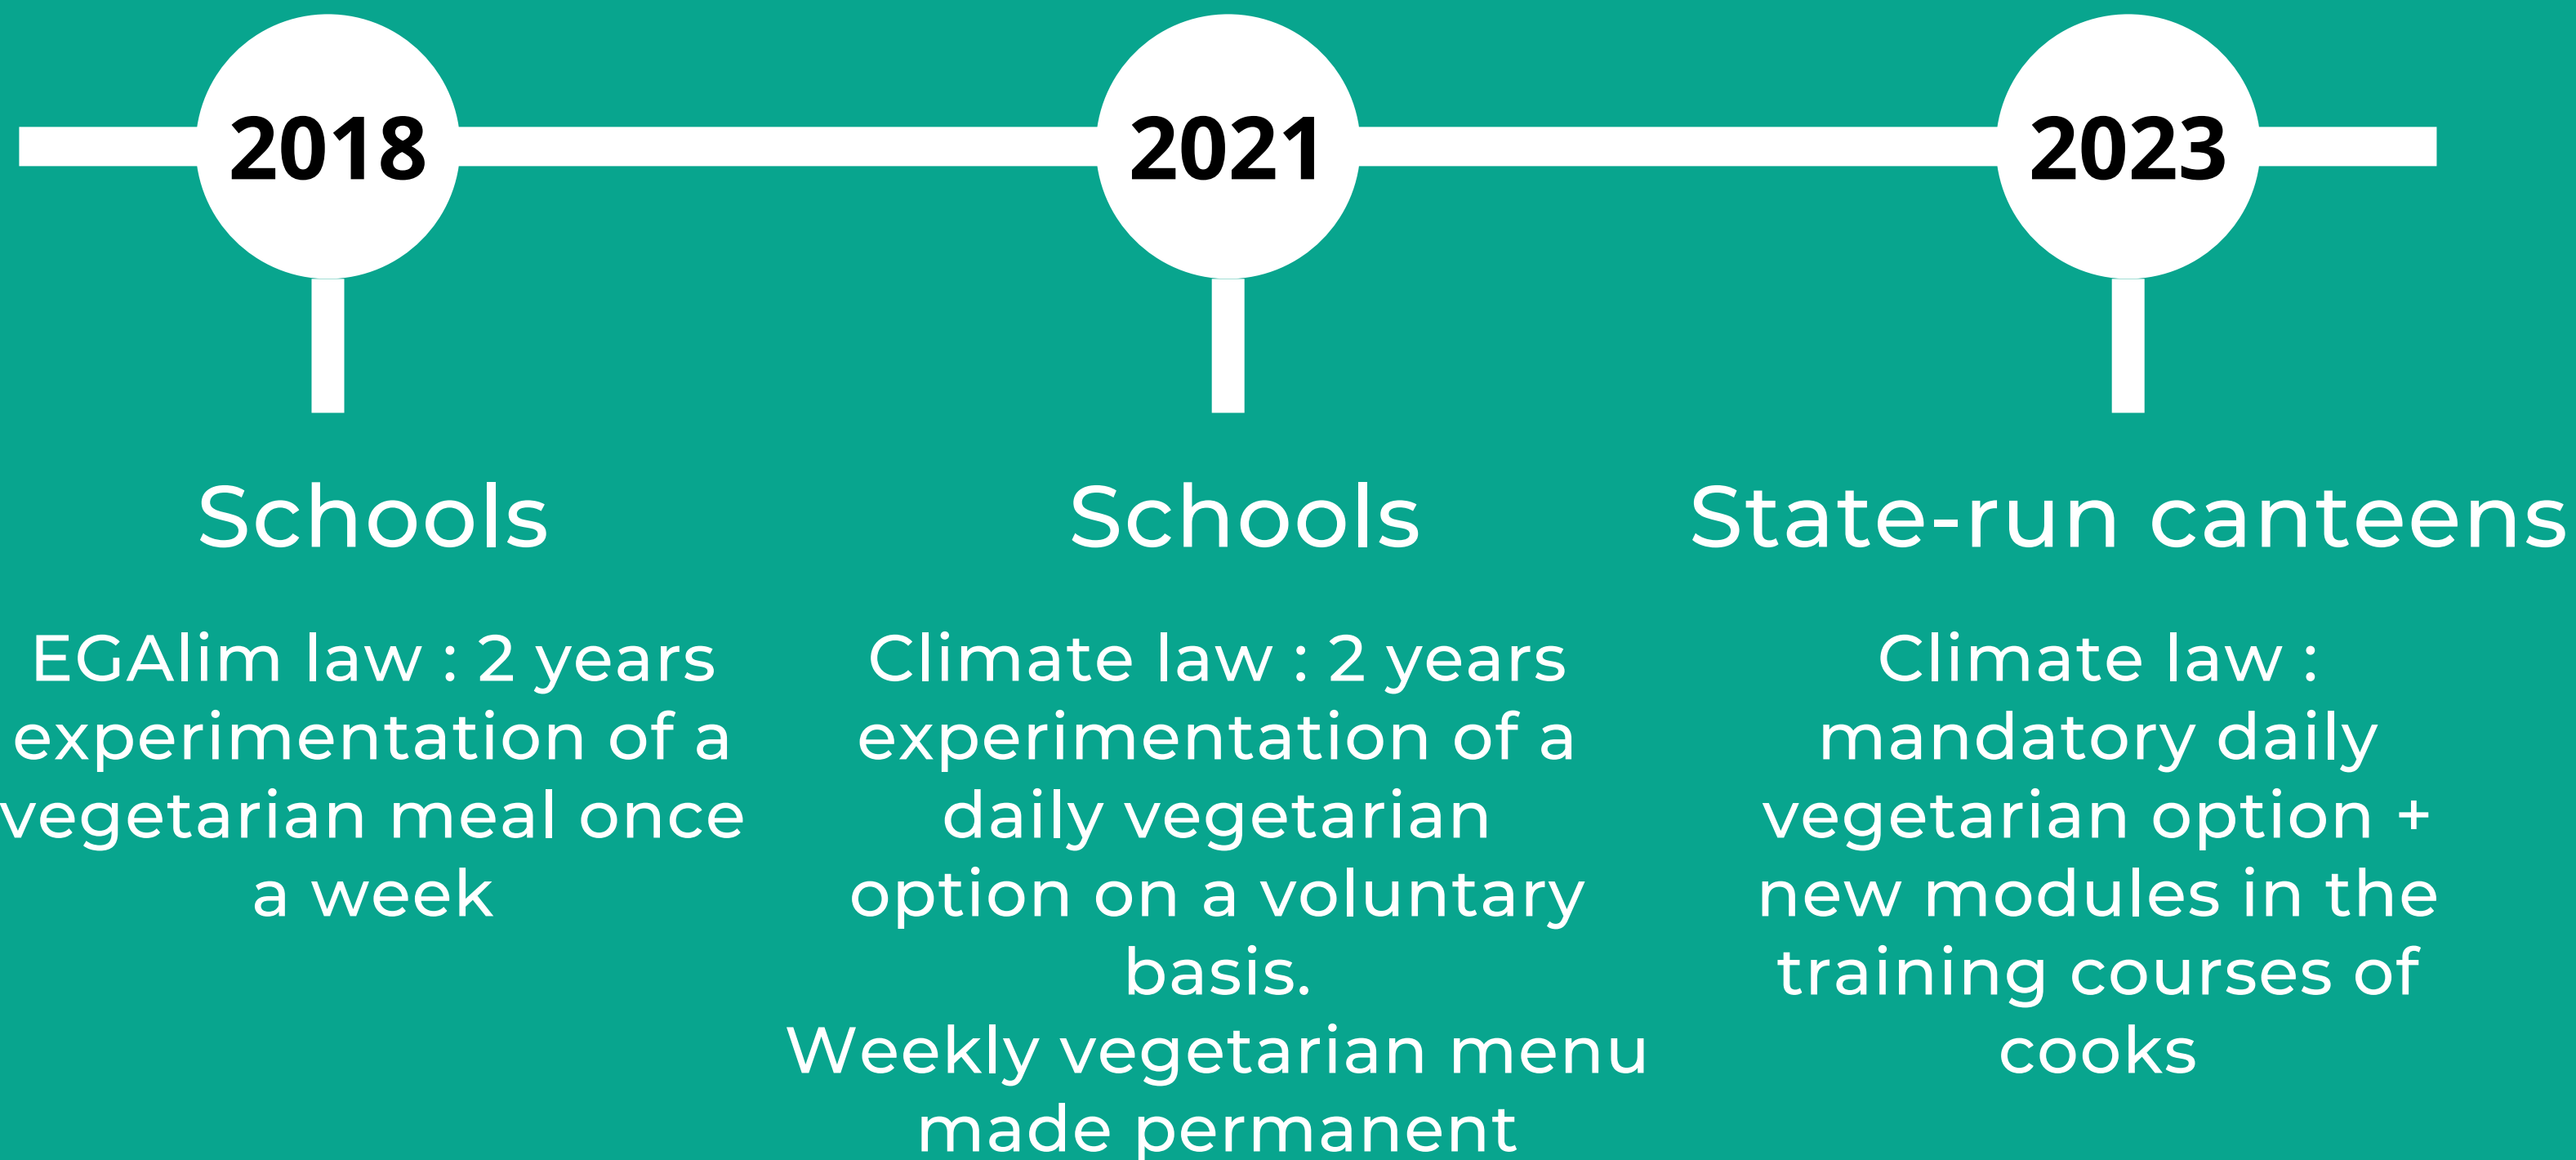 2018
2021
2023
Schools
EGAlim law : 2 years
experimentation of a
vegetarian meal once
a week
Schools
Climate law : 2 years
experimentation of a
daily vegetarian
option on a voluntary
basis.
Weekly vegetarian menu
made permanent
State-run canteens
Climate law :
mandatory daily
vegetarian option +
new modules in the
training courses of
cooks